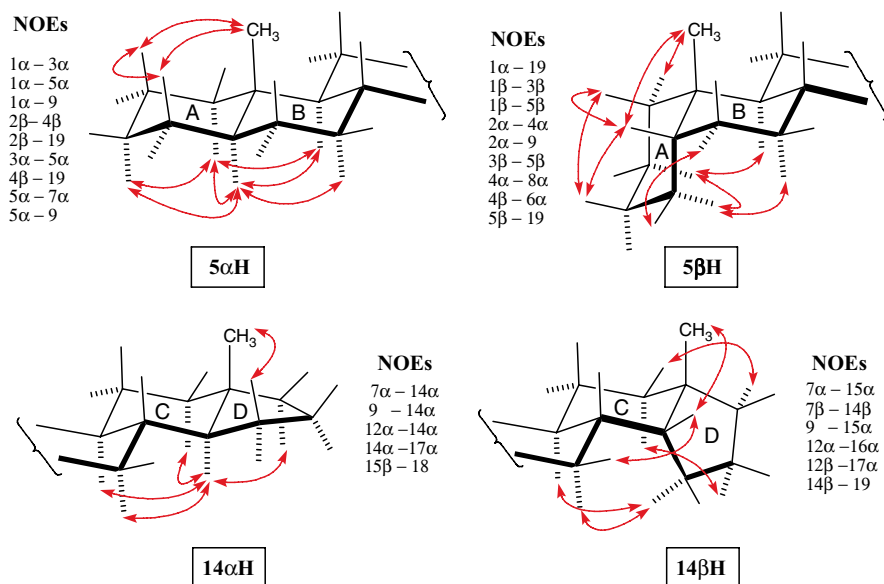 NOEs
1α – 3α
1α – 5α
1α – 9
2β– 4β
2β – 19
3α – 5α
4β – 19
5α – 7α
5α – 9
CH3
A
B
5αH
NOEs
1α – 19
1β – 3β
1β – 5β
2α – 4α
2α – 9
3β – 5β
4α – 8α
4β – 6α
5β – 19
CH3
B
A
5βH
CH3
C
D
14αH
NOEs
7α – 14α
9 – 14α
12α –14α
14α –17α
15β – 18
CH3
C
D
14βH
NOEs
7α – 15α
7β – 14β
9 – 15α
12α –16α
12β –17α
14β – 19